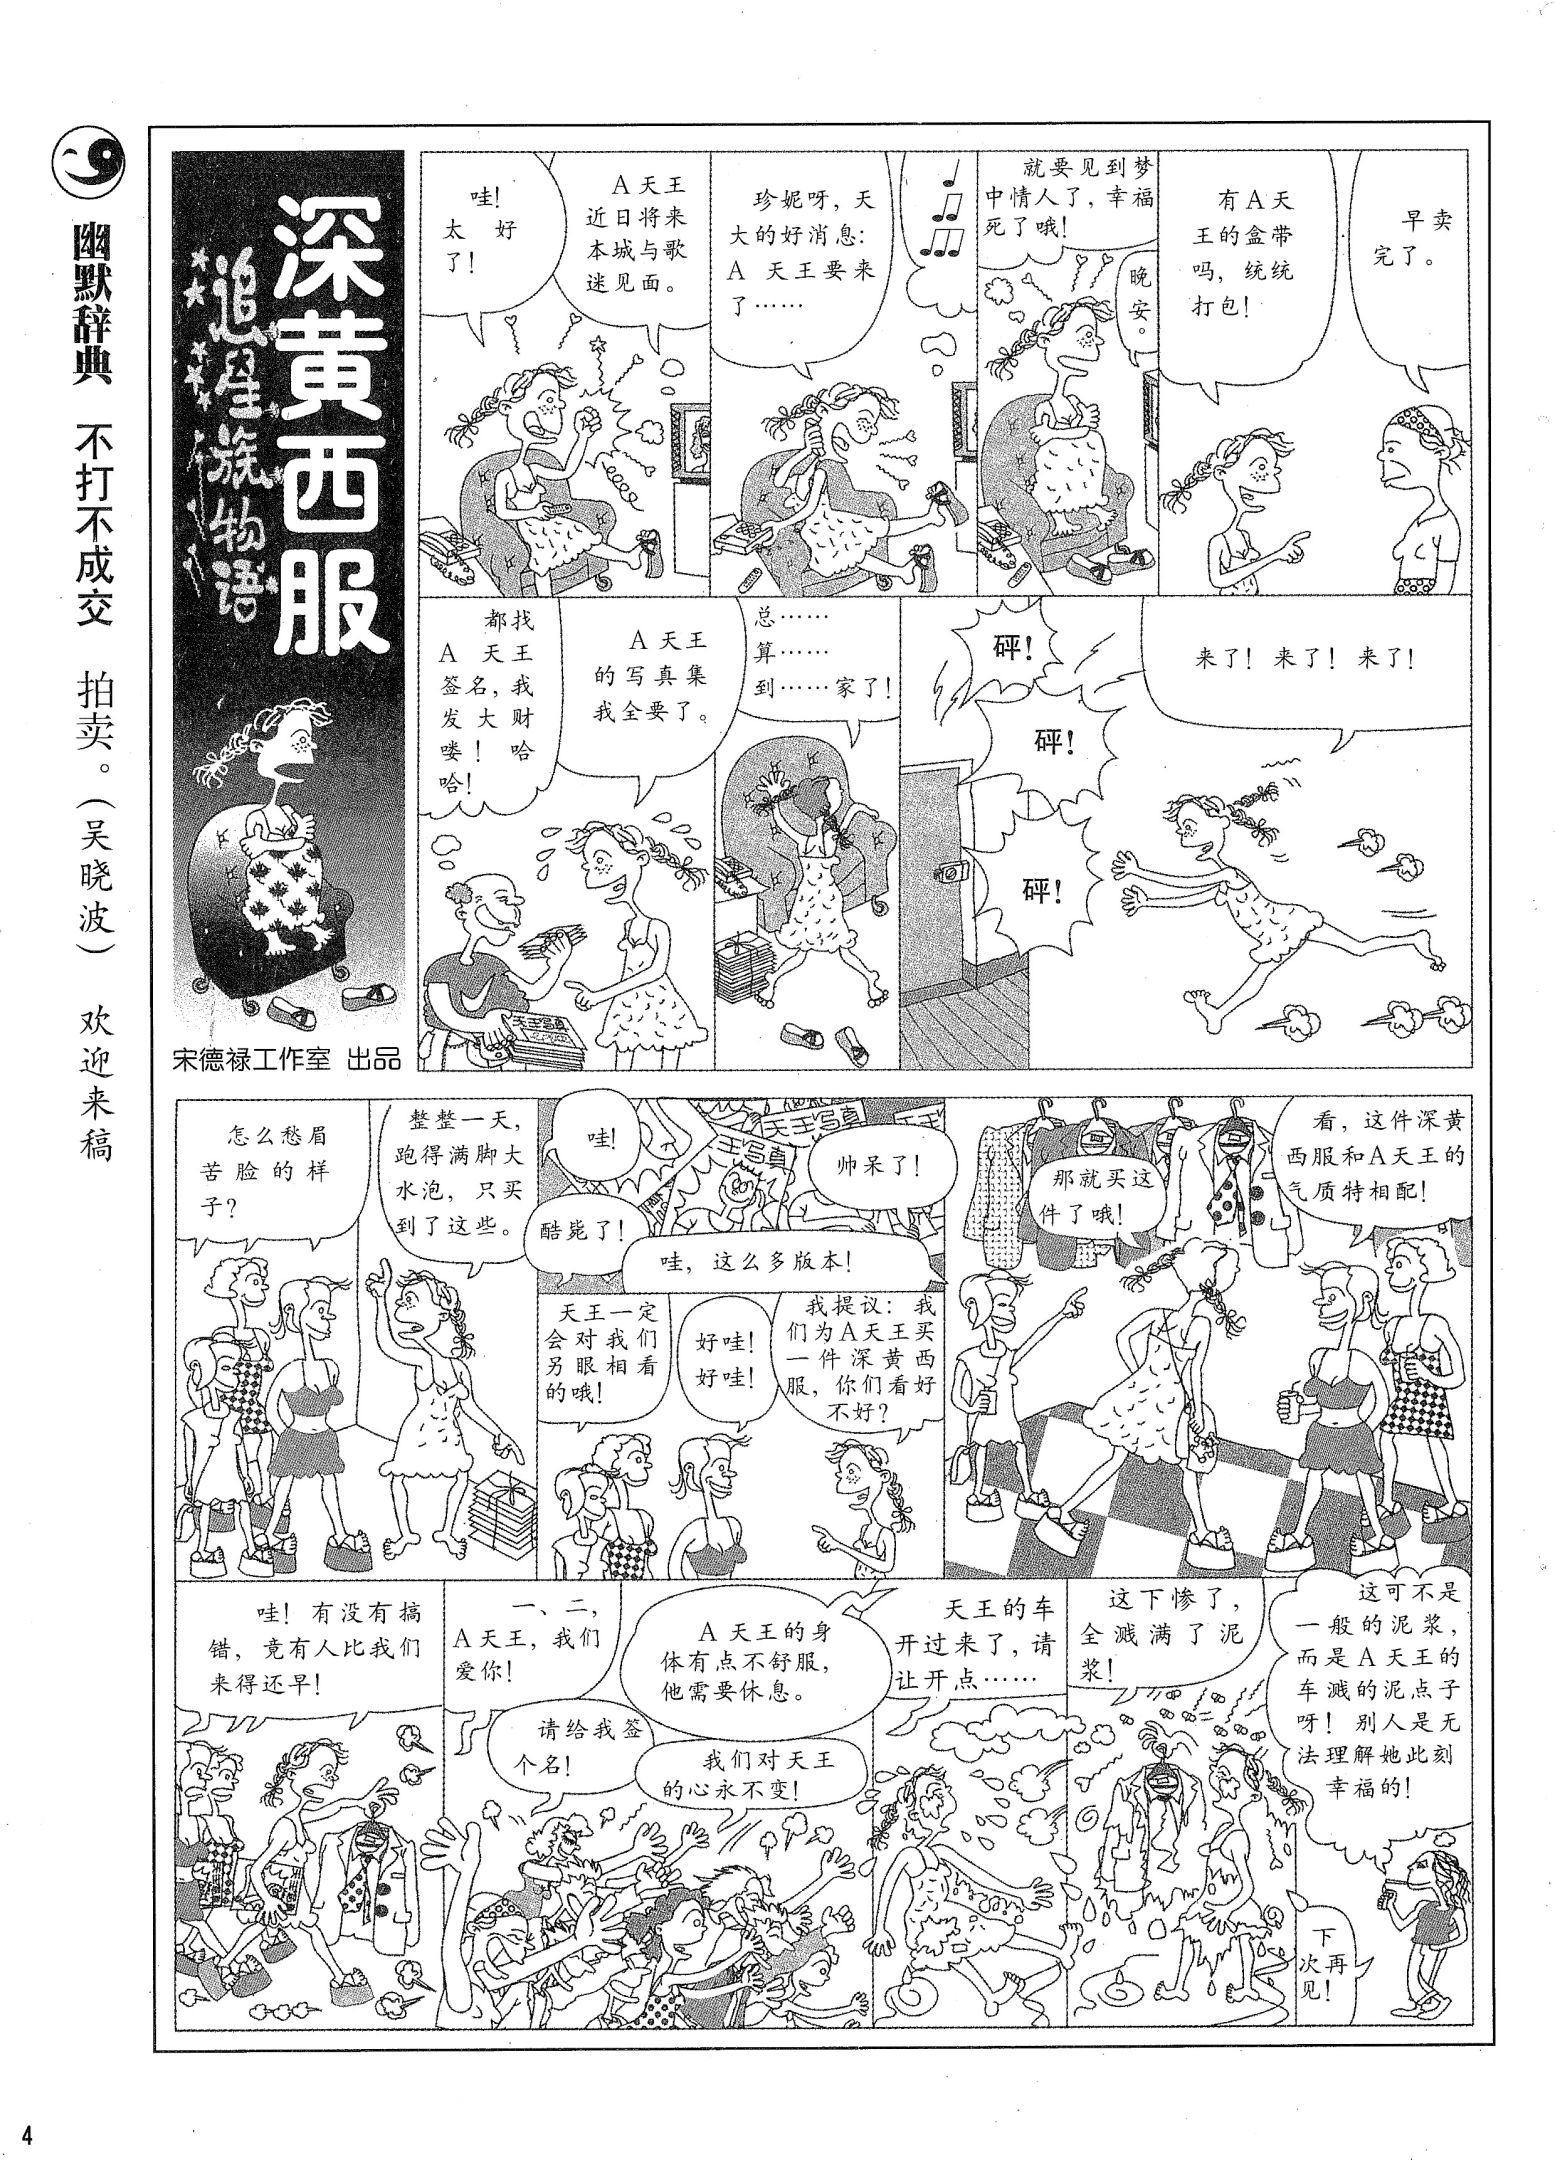 幽默辞典 不打不成交 拍卖。(吴晓波) 欢迎来稿
深黄西服
追星族物语
宋德禄工作室 出品
哇!
太好
了!
A天王
近日将来
本城与歌
迷见面。
珍妮呀,天
大的好消息:
A天王要来
了……
就要见到梦
中情人了,幸福
死了哦!
晚
安。
有A天
王的盒带
吗,统统
打包!
早卖
完了。
都找
A天王
签名,我
发大财
喽!哈
哈!
A天王
的写真集
我全要了。
天王写真
总……
算……
到……家了!
砰!
砰!
砰!
来了!来了!来了!
怎么愁眉
苦脸的样
子?
整整一天,
跑得满脚大
水泡,只买
到了这些。
哇!
天王写真
天王
王写真
帅呆了!
酷毙了!
哇,这么多版本!
天王一定
会对我们
另眼相看
的哦!
好哇!
好哇!
我提议:我
们为A天王买
一件深黄西
服,你们看好
不好?
那就买这
件了哦!
看,这件深黄
西服和A天王的
气质特相配!
哇!有没有搞
错,竟有人比我们
来得还早!
一、二,
A天王,我们
爱你!
请给我签
个名!
A天王的身
体有点不舒服,
他需要休息。
我们对天王
的心永不变!
天王的车
开过来了,请
让开点……
这下惨了,
全溅满了泥
浆!
这可不是
一般的泥浆,
而是A天王的
车溅的泥点子
呀!别人是无
法理解她此刻
幸福的!
下
次再
见!
4